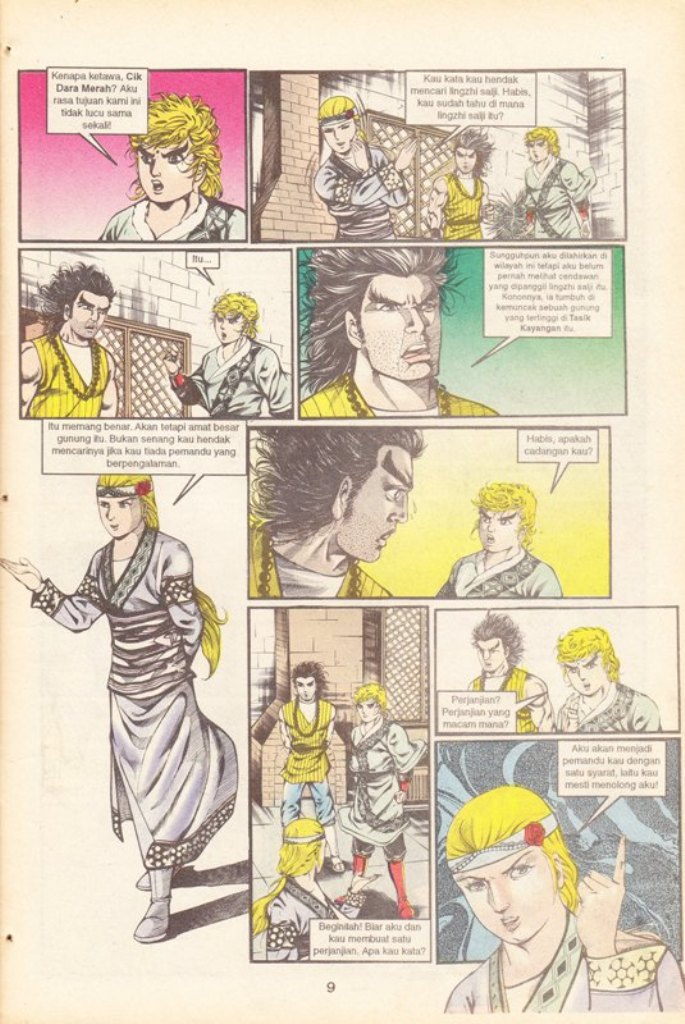 Kenapa ketawa, Cik
Dara Merah? Aku
rasa tujuan kami ini
tidak lucu sama
sekali!
Kau kata kau hendak
mencari lingzhi salji. Habis,
kau sudah tahu di mana
lingzhi salji itu?
Itu...
Sungguhpun aku dilahirkan di
wilayah ini tetapi aku belum
pernah melihat cendawan
yang dipanggil lingzhi salji itu.
Kononnya, ia tumbuh di
kemuncak sebuah gunung
yang tertinggi di Tasik
Kayangan itu.
Itu memang benar. Akan tetapi amat besar
gunung itu. Bukan senang kau hendak
mencarinya jika kau tiada pemandu yang
berpengalaman.
Habis, apakah
cadangan kau?
Beginilah! Biar aku dan
kau membuat satu
perjanjian. Apa kau kata?
Perjanjian?
Perjanjian yang
macam mana?
Aku akan menjadi
pemandu kau dengan
satu syarat, iaitu kau
mesti menolong aku!
9